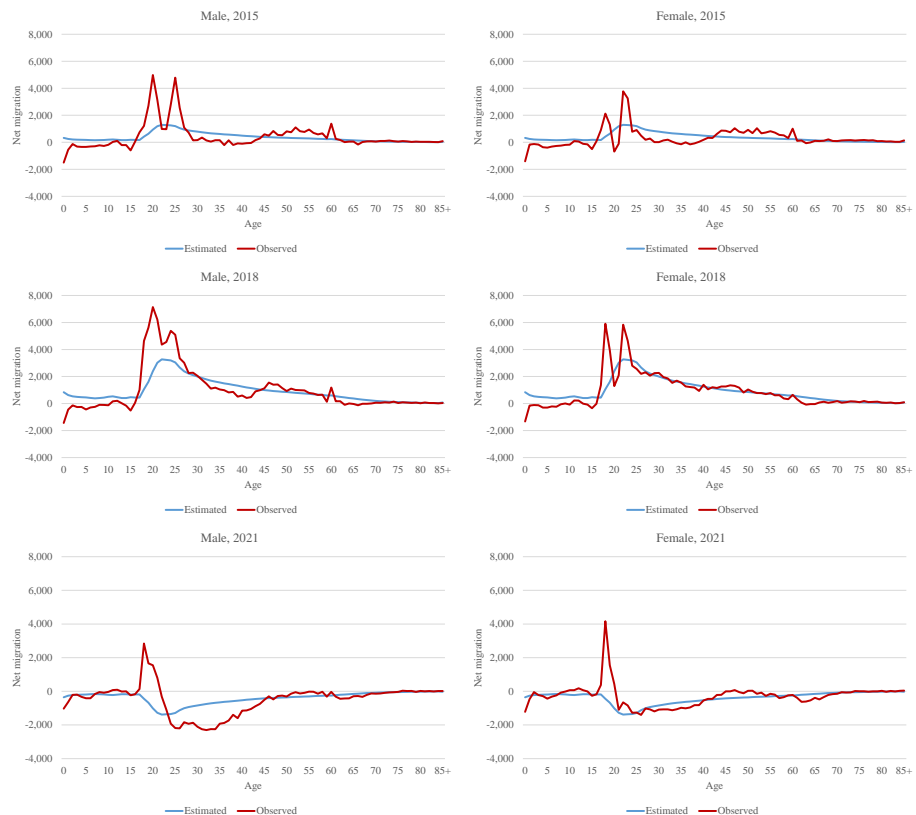 Male, 2015
8,000
6,000
4,000
2,000
0
-2,000
-4,000
Net migration
0 5 10 15 20 25 30 35 40 45 50 55 60 65 70 75 80 85+
Age
Estimated Observed
Female, 2015
8,000
6,000
4,000
2,000
0
-2,000
-4,000
Net migration
0 5 10 15 20 25 30 35 40 45 50 55 60 65 70 75 80 85+
Age
Estimated Observed
Male, 2018
8,000
6,000
4,000
2,000
0
-2,000
-4,000
Net migration
0 5 10 15 20 25 30 35 40 45 50 55 60 65 70 75 80 85+
Age
Estimated Observed
Female, 2018
8,000
6,000
4,000
2,000
0
-2,000
-4,000
Net migration
0 5 10 15 20 25 30 35 40 45 50 55 60 65 70 75 80 85+
Age
Estimated Observed
Male, 2021
8,000
6,000
4,000
2,000
0
-2,000
-4,000
Net migration
0 5 10 15 20 25 30 35 40 45 50 55 60 65 70 75 80 85+
Age
Estimated Observed
Female, 2021
8,000
6,000
4,000
2,000
0
-2,000
-4,000
Net migration
0 5 10 15 20 25 30 35 40 45 50 55 60 65 70 75 80 85+
Age
Estimated Observed